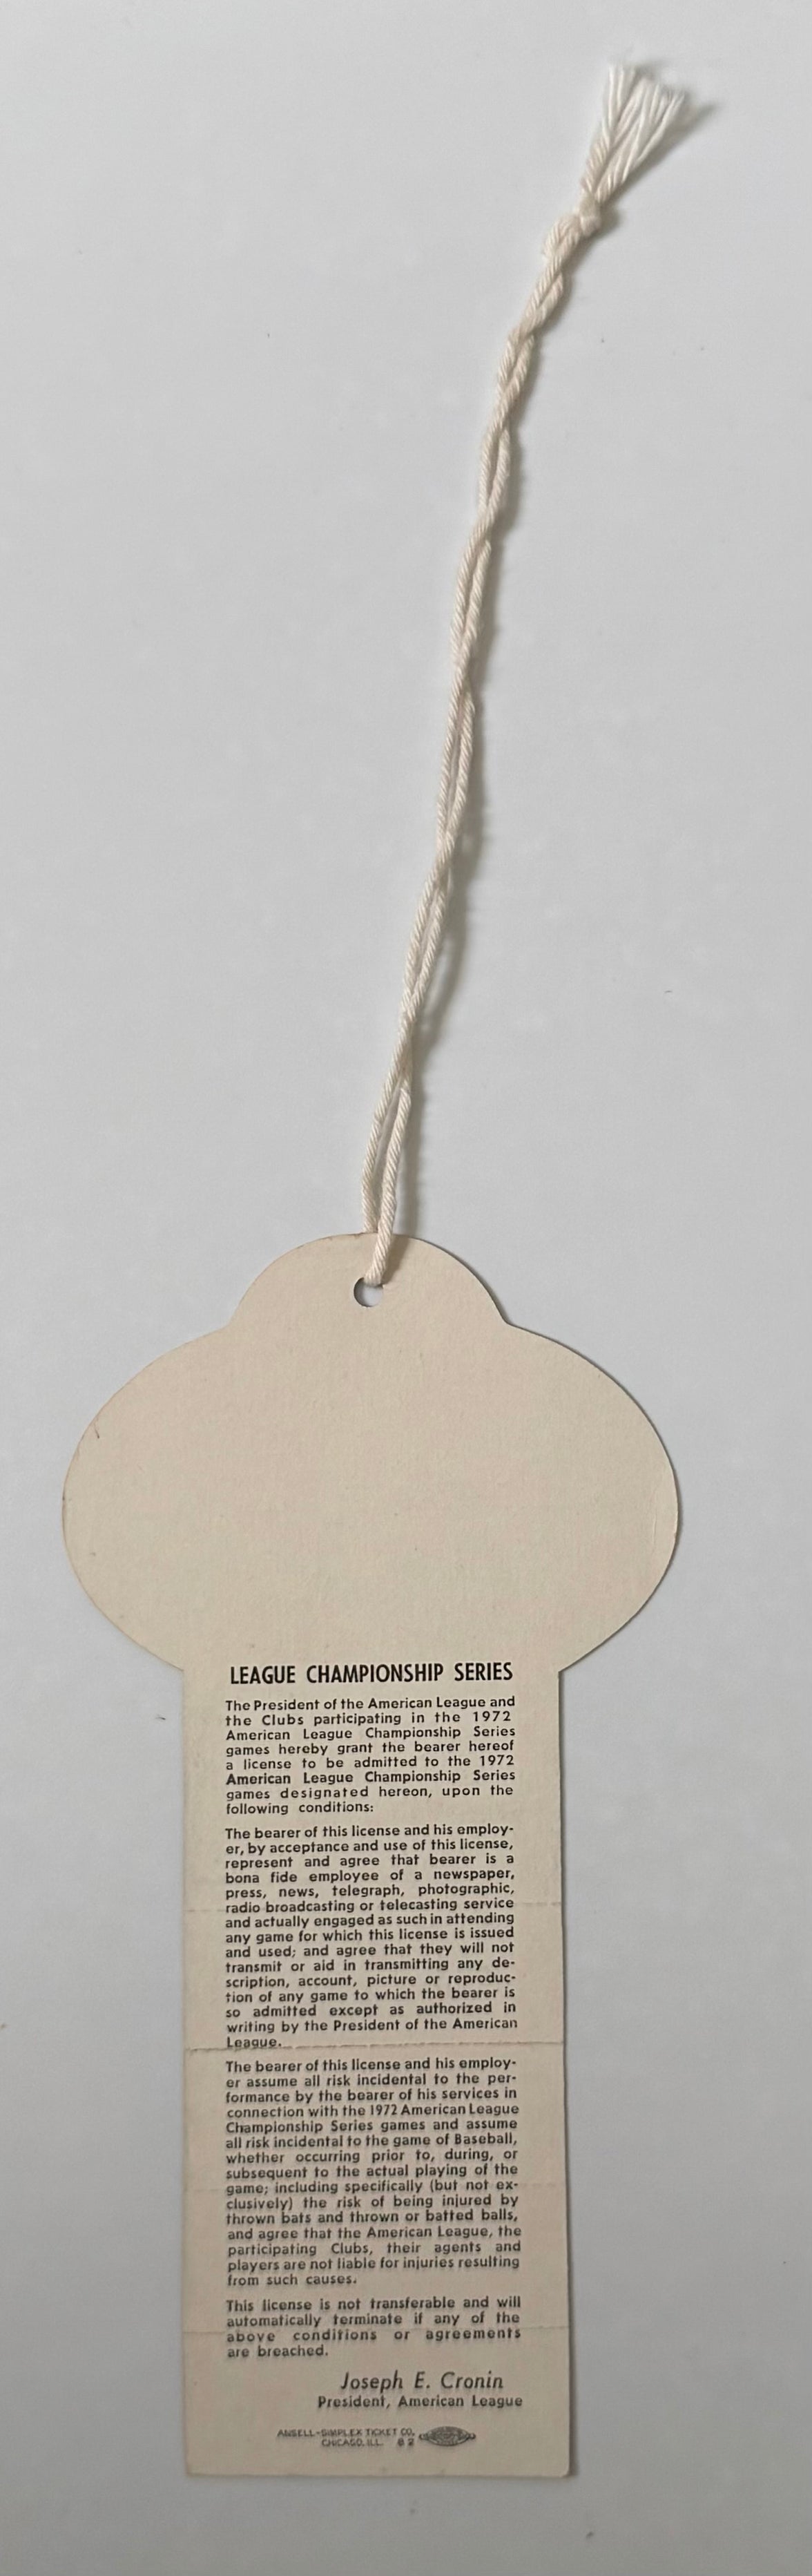 LEAGUE CHAMPIONSHIP SERIES
The President of the American League and
the Clubs participating in the 1972
American League Championship Series
games hereby grant the bearer hereof
a license to be admitted to the 1972
American League Championship Series
games designated hereon, upon the
following conditions:
The bearer of this license and his employ-
er, by acceptance and use of this license,
represent and agree that bearer is a
bona fide employee of a newspaper,
press, news, telegraph, photographic,
radio broadcasting or telecasting service
and actually engaged as such in attending
any game for which this license is issued
and used; and agree that they will not
transmit or aid in transmitting any de-
scription, account, picture or reproduc-
tion of any game to which the bearer is
so admitted except as authorized in
writing by the President of the American
League.
The bearer of this license and his employ-
er assume all risk incidental to the per-
formance by the bearer of his services in
connection with the 1972 American League
Championship Series games and assume
all risk incidental to the game of Baseball,
whether occurring prior to, during, or
subsequent to the actual playing of the
game; including specifically (but not ex-
clusively) the risk of being injured by
thrown bats and thrown or batted balls,
and agree that the American League, the
participating Clubs, their agents and
players are not liable for injuries resulting
from such causes.
This license is not transferable and will
automatically terminate if any of the
above conditions or agreements
are breached.
Joseph E. Cronin
President, American League
ANSELL-SIMPLEX TICKET CO.
CHICAGO, ILL. 82